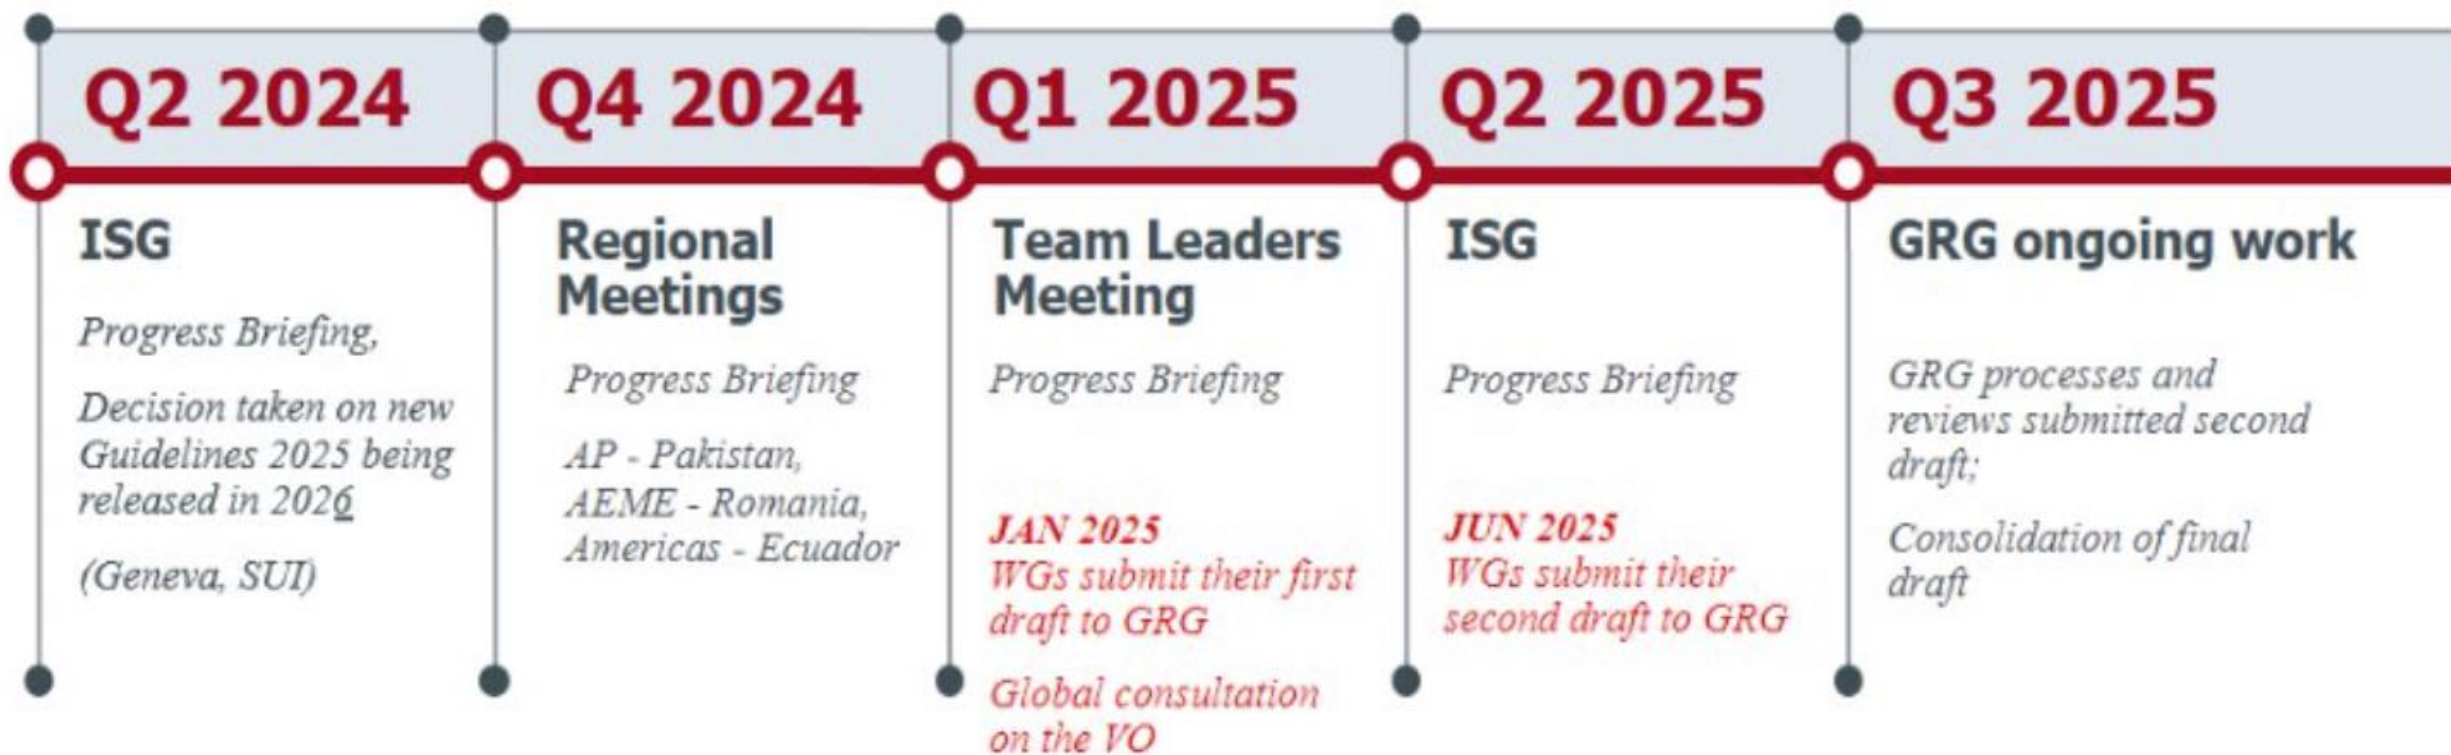 Q2 2024
ISG
Progress Briefing,
Decision taken on new
Guidelines 2025 being
released in 2026
(Geneva, SUI)
Q4 2024
Regional
Meetings
Progress Briefing
AP - Pakistan,
AEME - Romania,
Americas - Ecuador
Q1 2025
Team Leaders
Meeting
Progress Briefing
JAN 2025
WGs submit their first
draft to GRG
Global consultation
on the VO
Q2 2025
ISG
Progress Briefing
JUN 2025
WGs submit their
second draft to GRG
Q3 2025
GRG ongoing work
GRG processes and
reviews submitted second
draft;
Consolidation of final
draft